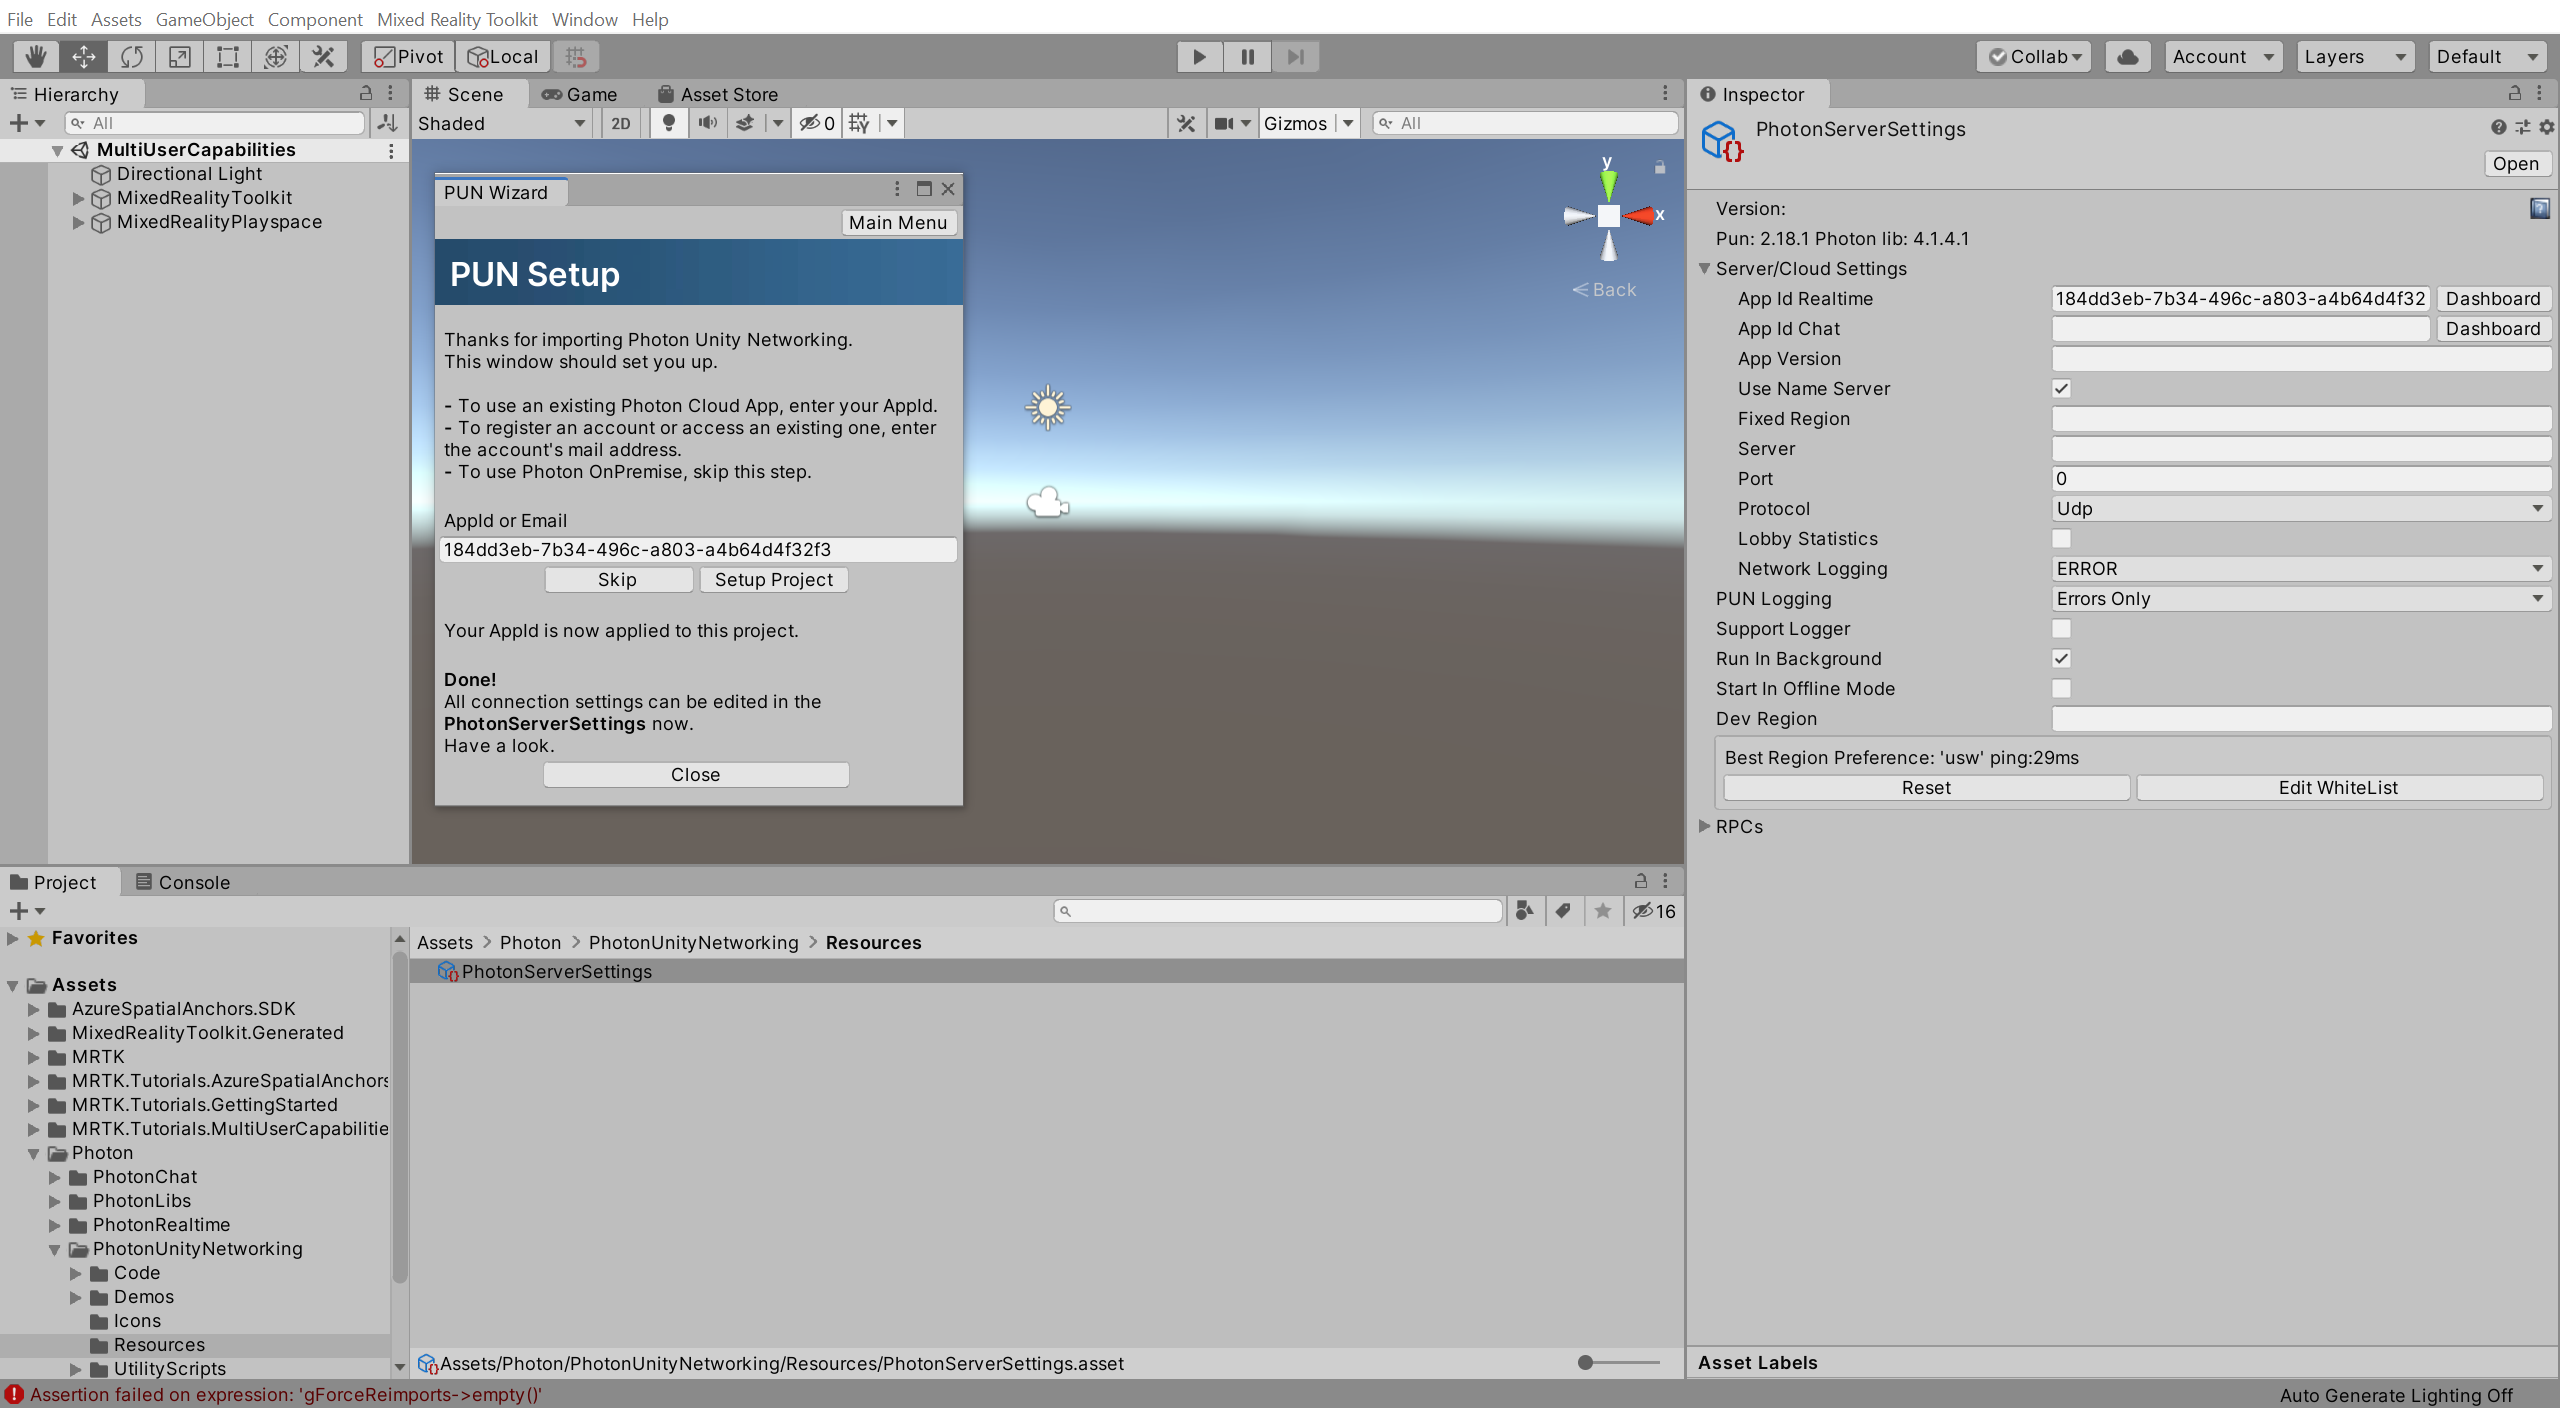 File Edit Assets GameObject Component Mixed Reality Toolkit Window Help
Pivot Local Collab Account Layers Default
Hierarchy
All
MultiUserCapabilities
Directional Light
MixedRealityToolkit
MixedRealityPlayspace
Scene Game Asset Store
Shaded 2D 0 Gizmos All
y
x
Back
PUN Wizard
Main Menu
PUN Setup
Thanks for importing Photon Unity Networking.
This window should set you up.
- To use an existing Photon Cloud App, enter your AppId.
- To register an account or access an existing one, enter
the account's mail address.
- To use Photon OnPremise, skip this step.
AppId or Email
184dd3eb-7b34-496c-a803-a4b64d4f32f3
Skip Setup Project
Your AppId is now applied to this project.
Done!
All connection settings can be edited in the
PhotonServerSettings now.
Have a look.
Close
Inspector
PhotonServerSettings
Open
Version:
Pun: 2.18.1 Photon lib: 4.1.4.1
Server/Cloud Settings
App Id Realtime 184dd3eb-7b34-496c-a803-a4b64d4f32 Dashboard
App Id Chat Dashboard
App Version
Use Name Server
Fixed Region
Server
Port 0
Protocol Udp
Lobby Statistics
Network Logging ERROR
PUN Logging Errors Only
Support Logger
Run In Background
Start In Offline Mode
Dev Region
Best Region Preference: 'usw' ping:29ms
Reset Edit WhiteList
RPCs
Project Console
16
Favorites
Assets
AzureSpatialAnchors.SDK
MixedRealityToolkit.Generated
MRTK
MRTK.Tutorials.AzureSpatialAnchors
MRTK.Tutorials.GettingStarted
MRTK.Tutorials.MultiUserCapabilitie
Photon
PhotonChat
PhotonLibs
PhotonRealtime
PhotonUnityNetworking
Code
Demos
Icons
Resources
UtilityScripts
Assets > Photon > PhotonUnityNetworking > Resources
PhotonServerSettings
Assets/Photon/PhotonUnityNetworking/Resources/PhotonServerSettings.asset
Asset Labels
Assertion failed on expression: 'gForceReimports->empty()'
Auto Generate Lighting Off